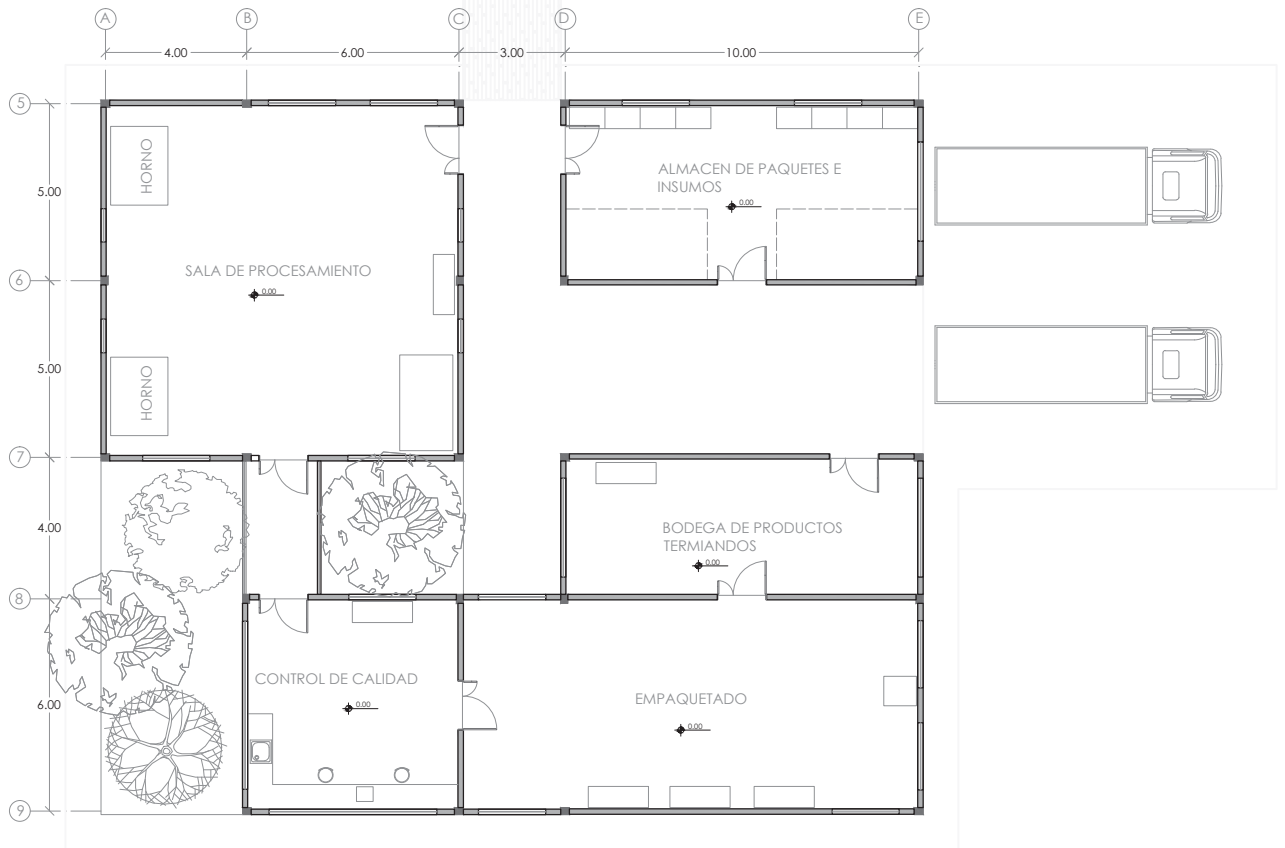 A
B
C
D
E
4.00
6.00
3.00
10.00
5
HORNO
ALMACEN DE PAQUETES E
INSUMOS
0.00
5.00
SALA DE PROCESAMIENTO
0.00
6
5.00
HORNO
7
4.00
BODEGA DE PRODUCTOS
TERMIANDOS
0.00
8
CONTROL DE CALIDAD
0.00
EMPAQUETADO
0.00
6.00
9